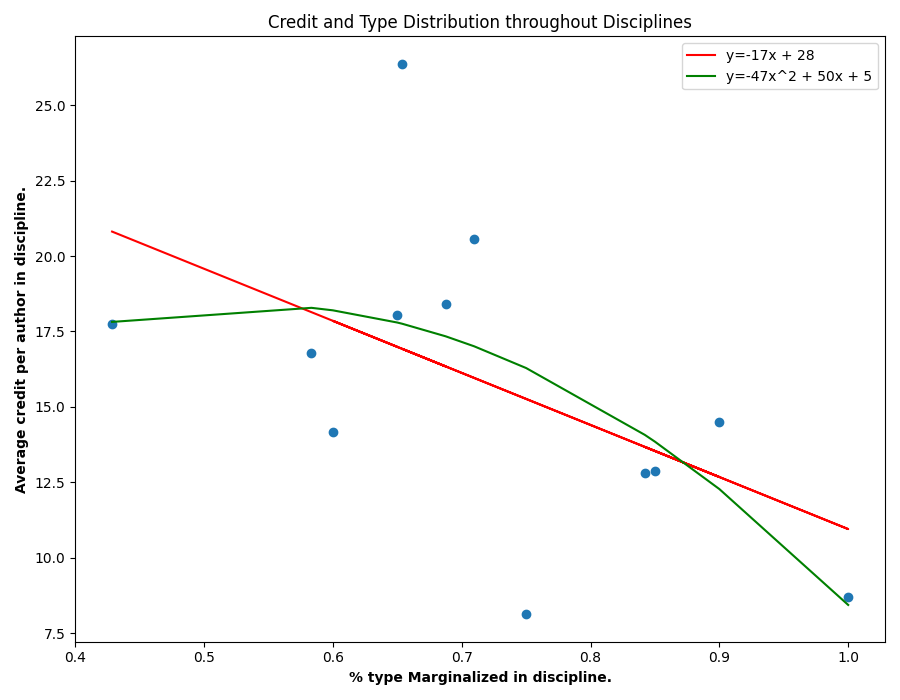 Credit and Type Distribution throughout Disciplines
y=-17x + 28
y=-47x^2 + 50x + 5
Average credit per author in discipline.
25.0
22.5
20.0
17.5
15.0
12.5
10.0
7.5
0.4 0.5 0.6 0.7 0.8 0.9 1.0
% type Marginalized in discipline.